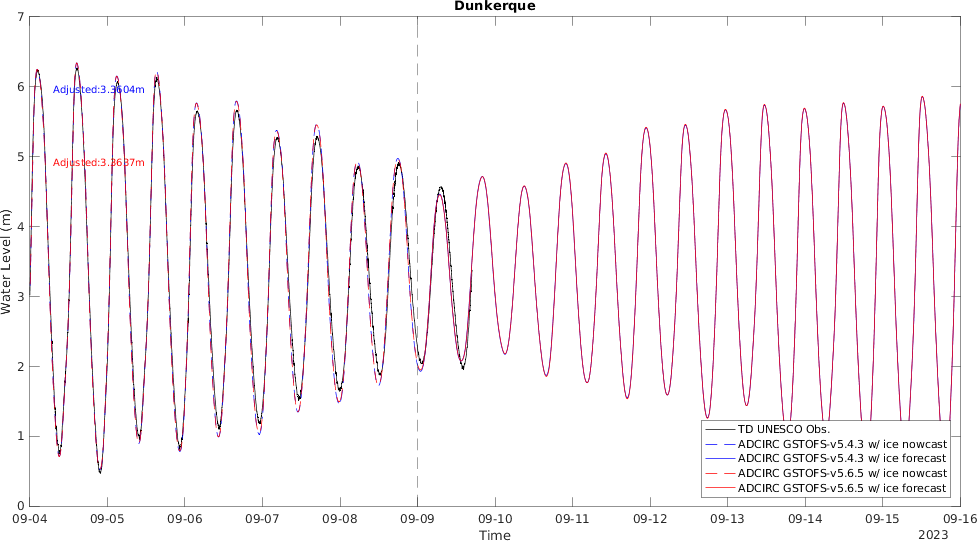 Dunkerque
7
6
5
4
3
2
1
0
Water Level (m)
Adjusted:3.3604m
Adjusted:3.3637m
TD UNESCO Obs.
ADCIRC GSTOFS-v5.4.3 w/ ice nowcast
ADCIRC GSTOFS-v5.4.3 w/ ice forecast
ADCIRC GSTOFS-v5.6.5 w/ ice nowcast
ADCIRC GSTOFS-v5.6.5 w/ ice forecast
09-04 09-05 09-06 09-07 09-08 09-09 09-10 09-11 09-12 09-13 09-14 09-15 09-16
Time
2023